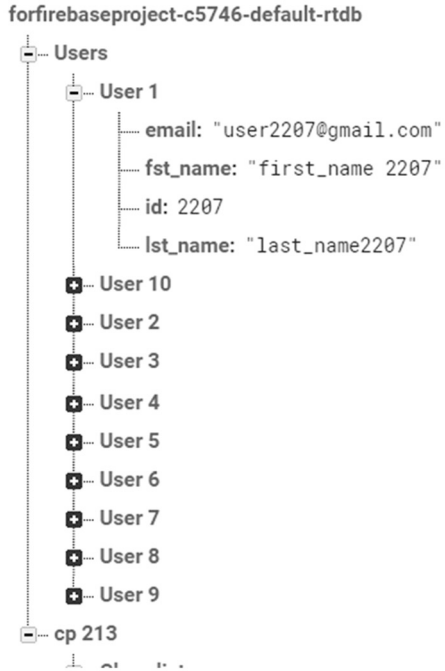 forfirebaseproject-c5746-default-rtdb
Users
User 1
email: "user2207@gmail.com"
fst_name: "first_name 2207"
id: 2207
lst_name: "last_name2207"
User 10
User 2
User 3
User 4
User 5
User 6
User 7
User 8
User 9
cp 213